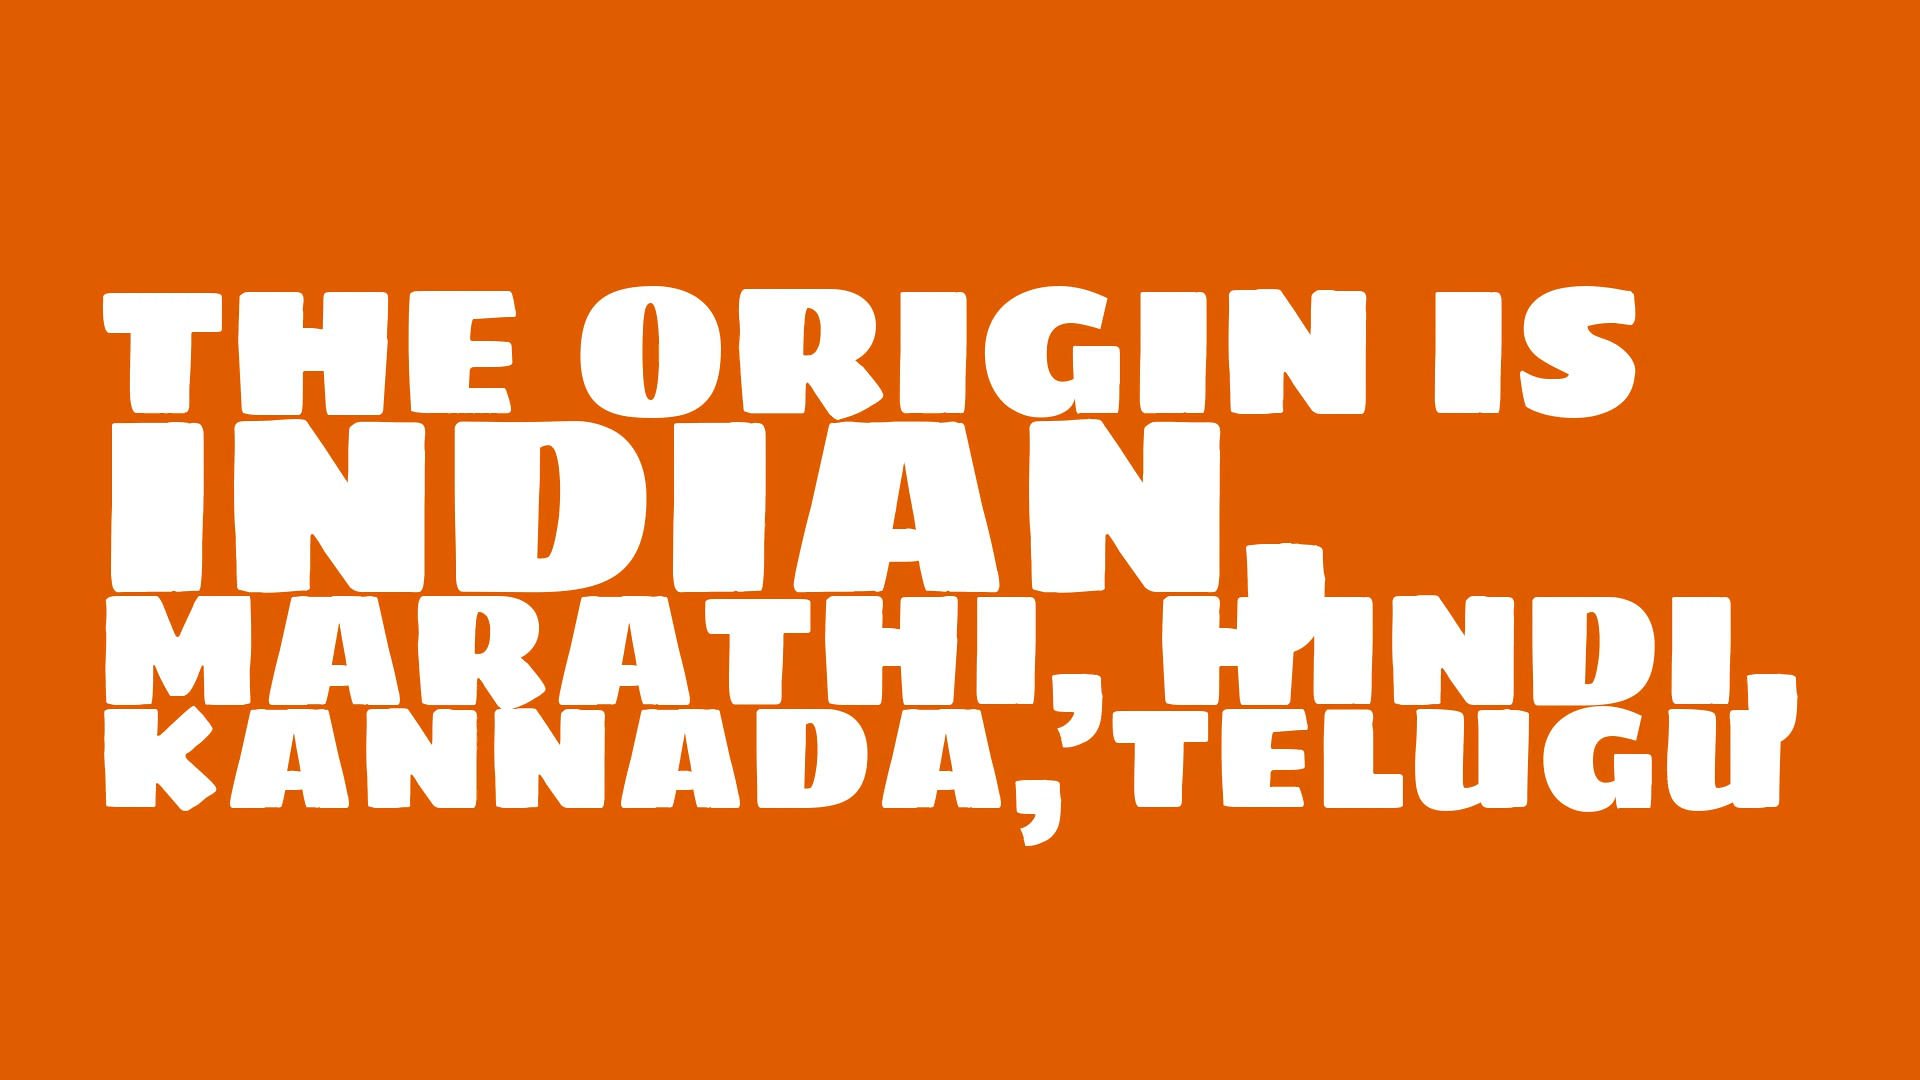 THE ORIGIN IS
INDIAN,
MARATHI, HINDI,
KANNADA, TELUGU